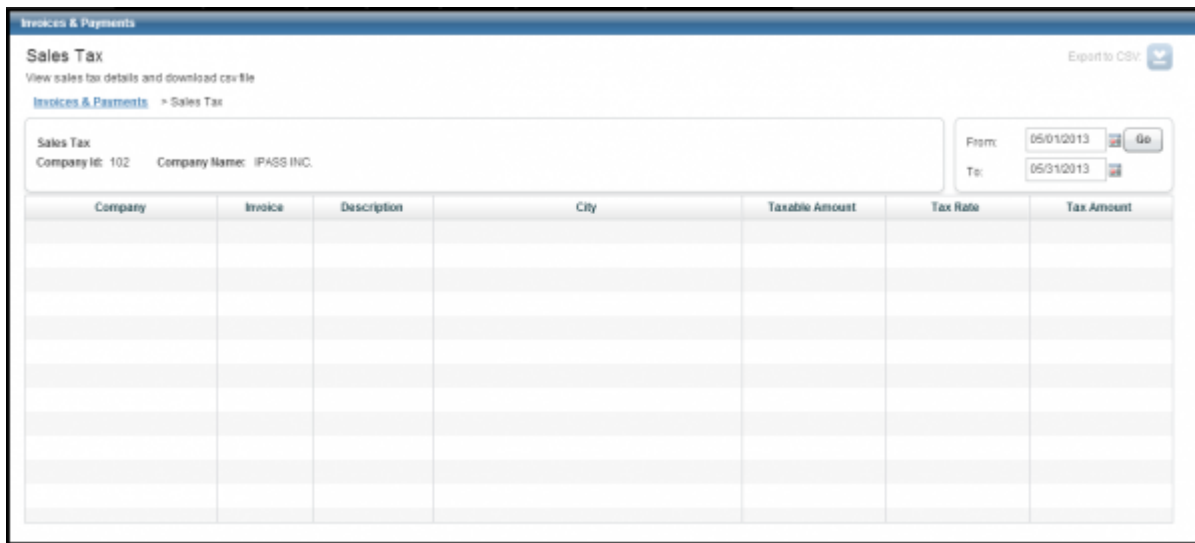 Invoices & Payments
Sales Tax
Export to CSV:
View sales tax details and download csv file
Invoices & Payments > Sales Tax
Sales Tax
Company Id: 102 Company Name: IPASS INC.
From: 05/01/2013 Go
To: 05/31/2013
Company Invoice Description City Taxable Amount Tax Rate Tax Amount